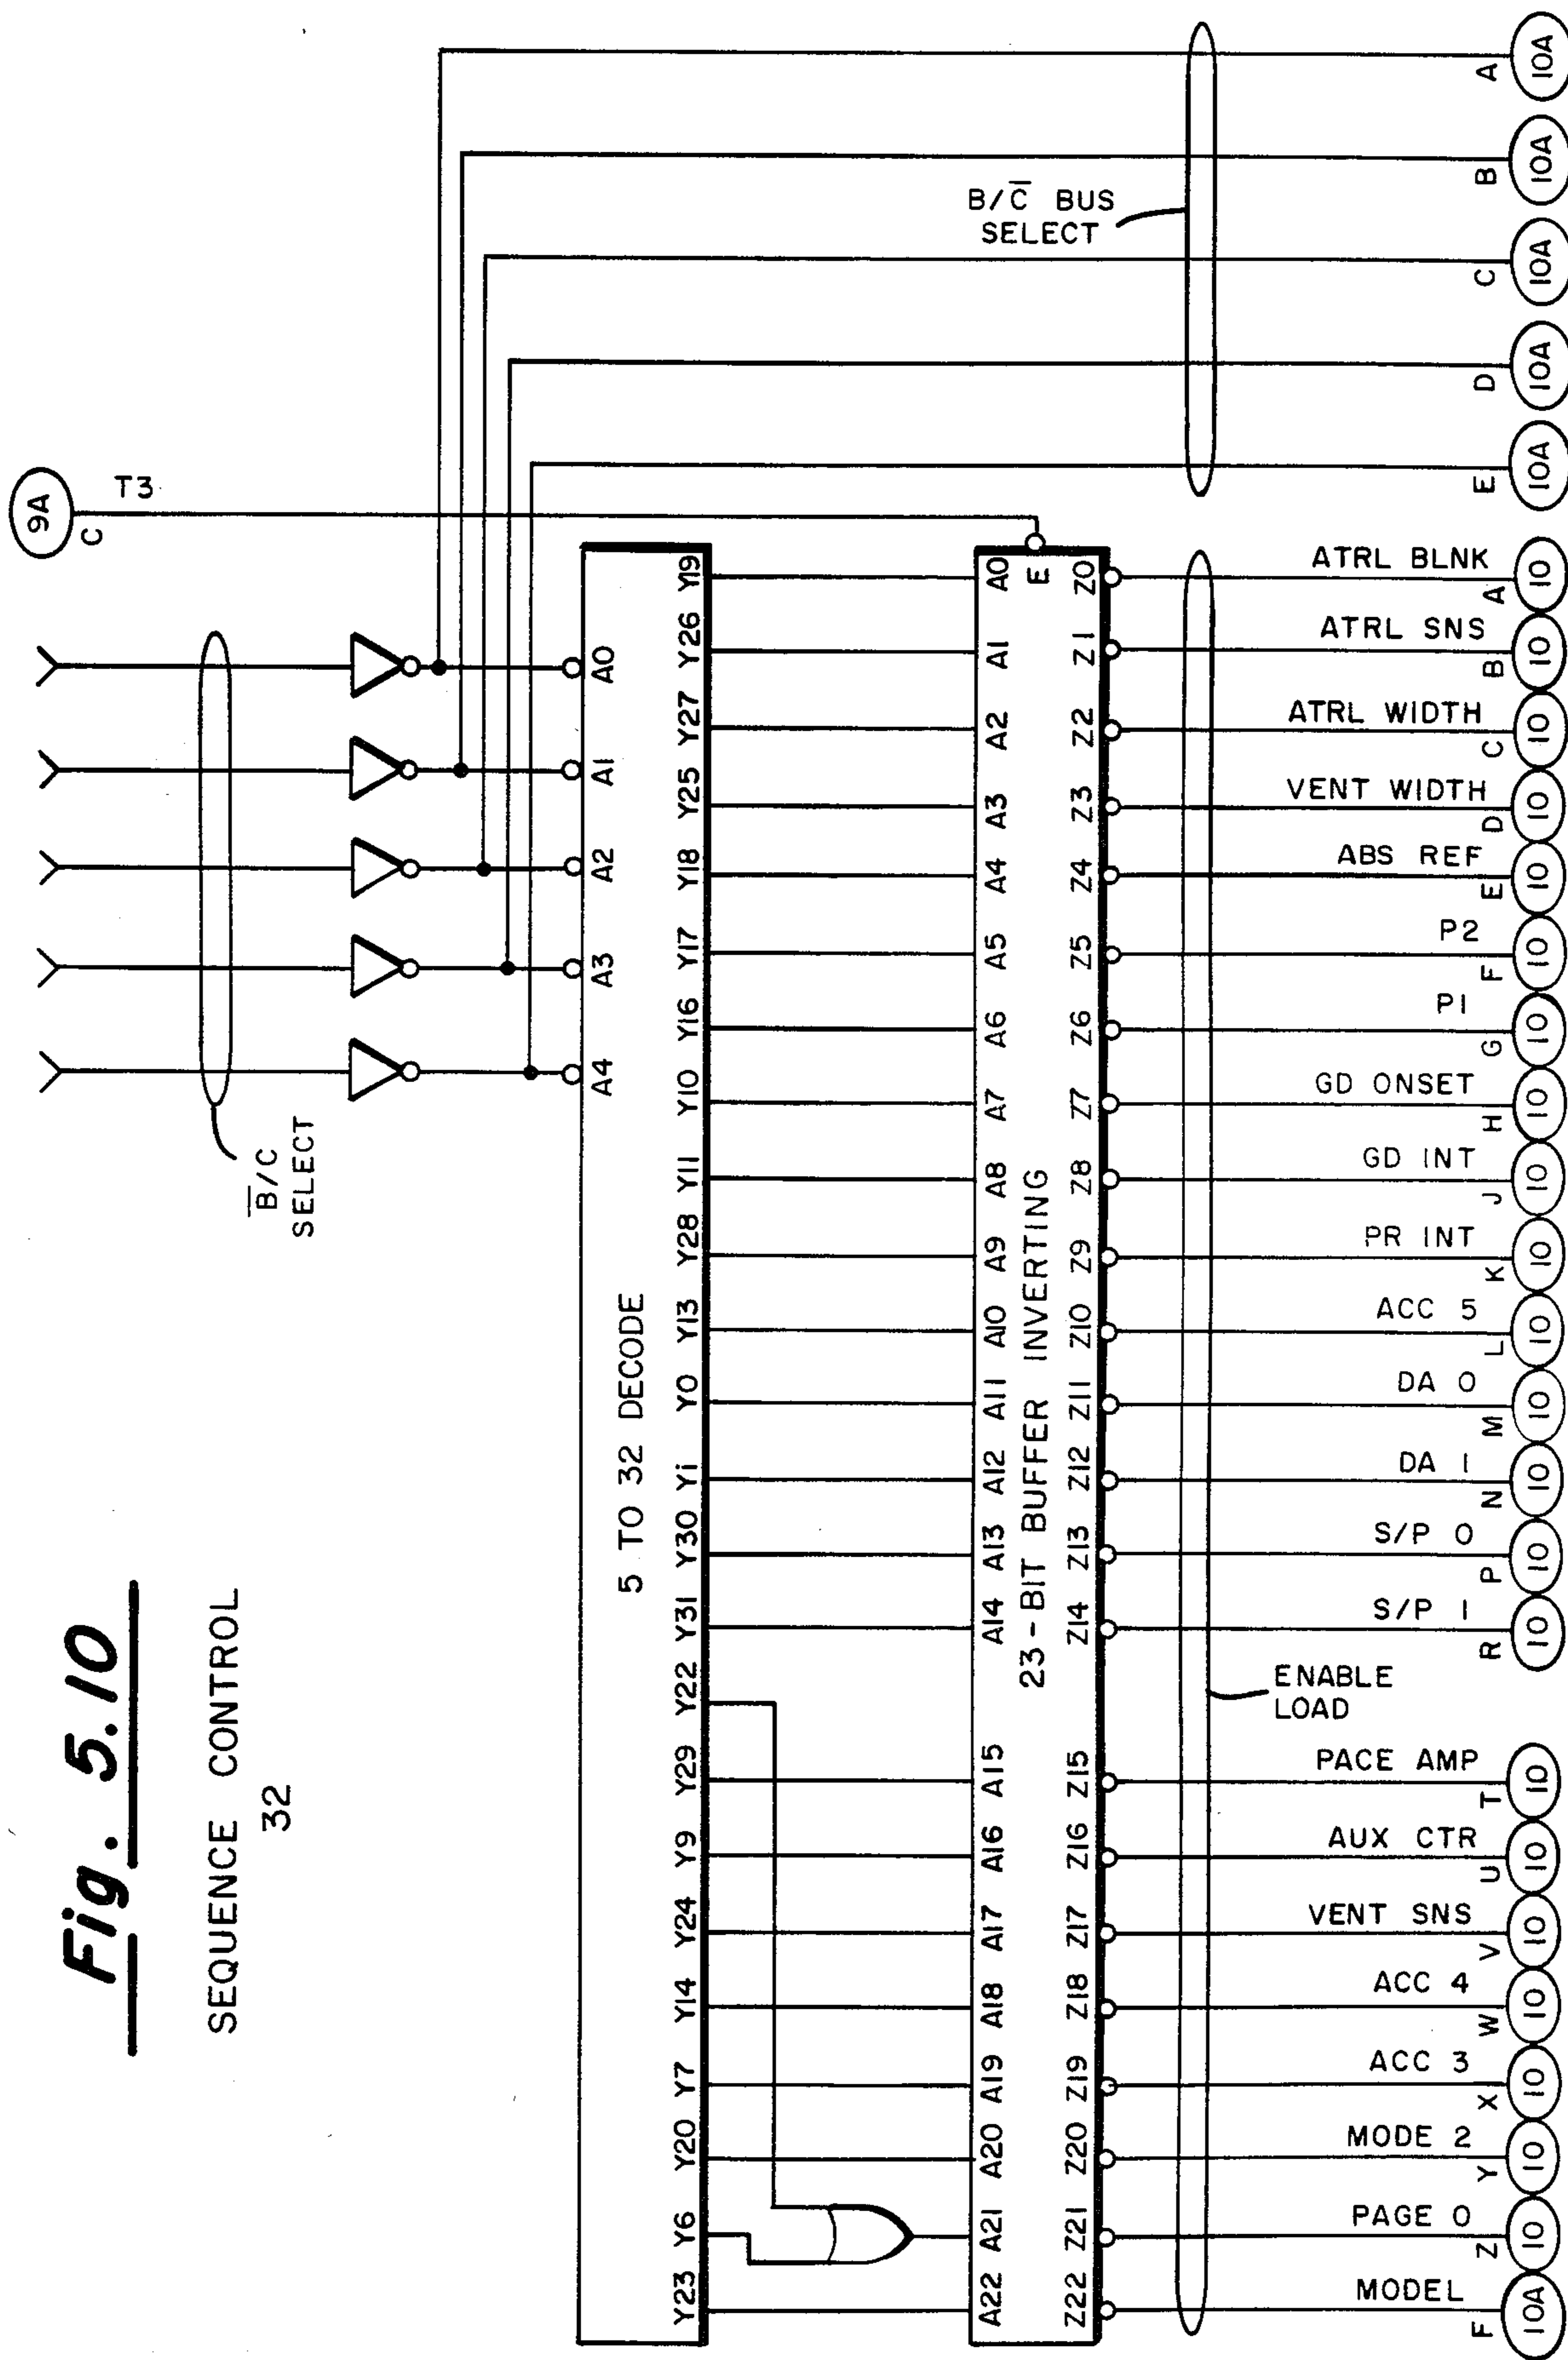 Fig. 5.10
SEQUENCE CONTROL
32
9A
C
T3
B̅/C
SELECT
B/C̅ BUS
SELECT
A4 A3 A2 A1 A0
5 TO 32 DECODE
Y23 Y6 Y20 Y7 Y14 Y24 Y9 Y29 Y22 Y31 Y30 Y1 Y0 Y13 Y28 Y11 Y10 Y16 Y17 Y18 Y25 Y27 Y26 Y19
A22 A21 A20 A19 A18 A17 A16 A15 A14 A13 A12 A11 A10 A9 A8 A7 A6 A5 A4 A3 A2 A1 A0
E
23-BIT BUFFER INVERTING
Z22 Z21 Z20 Z19 Z18 Z17 Z16 Z15 Z14 Z13 Z12 Z11 Z10 Z9 Z8 Z7 Z6 Z5 Z4 Z3 Z2 Z1 Z0
ENABLE
LOAD
MODEL
PAGE 0
MODE 2
ACC 3
ACC 4
VENT SNS
AUX CTR
PACE AMP
S/P 1
S/P 0
DA 1
DA 0
ACC 5
PR INT
GD INT
GD ONSET
P1
P2
ABS REF
VENT WIDTH
ATRL WIDTH
ATRL SNS
ATRL BLNK
F Z Y X W V U T R P N M L K J H G F E D C B A E D C B A
10A 10 10 10 10 10 10 10 10 10 10 10 10 10 10 10 10 10 10 10 10 10 10 10A 10A 10A 10A 10A